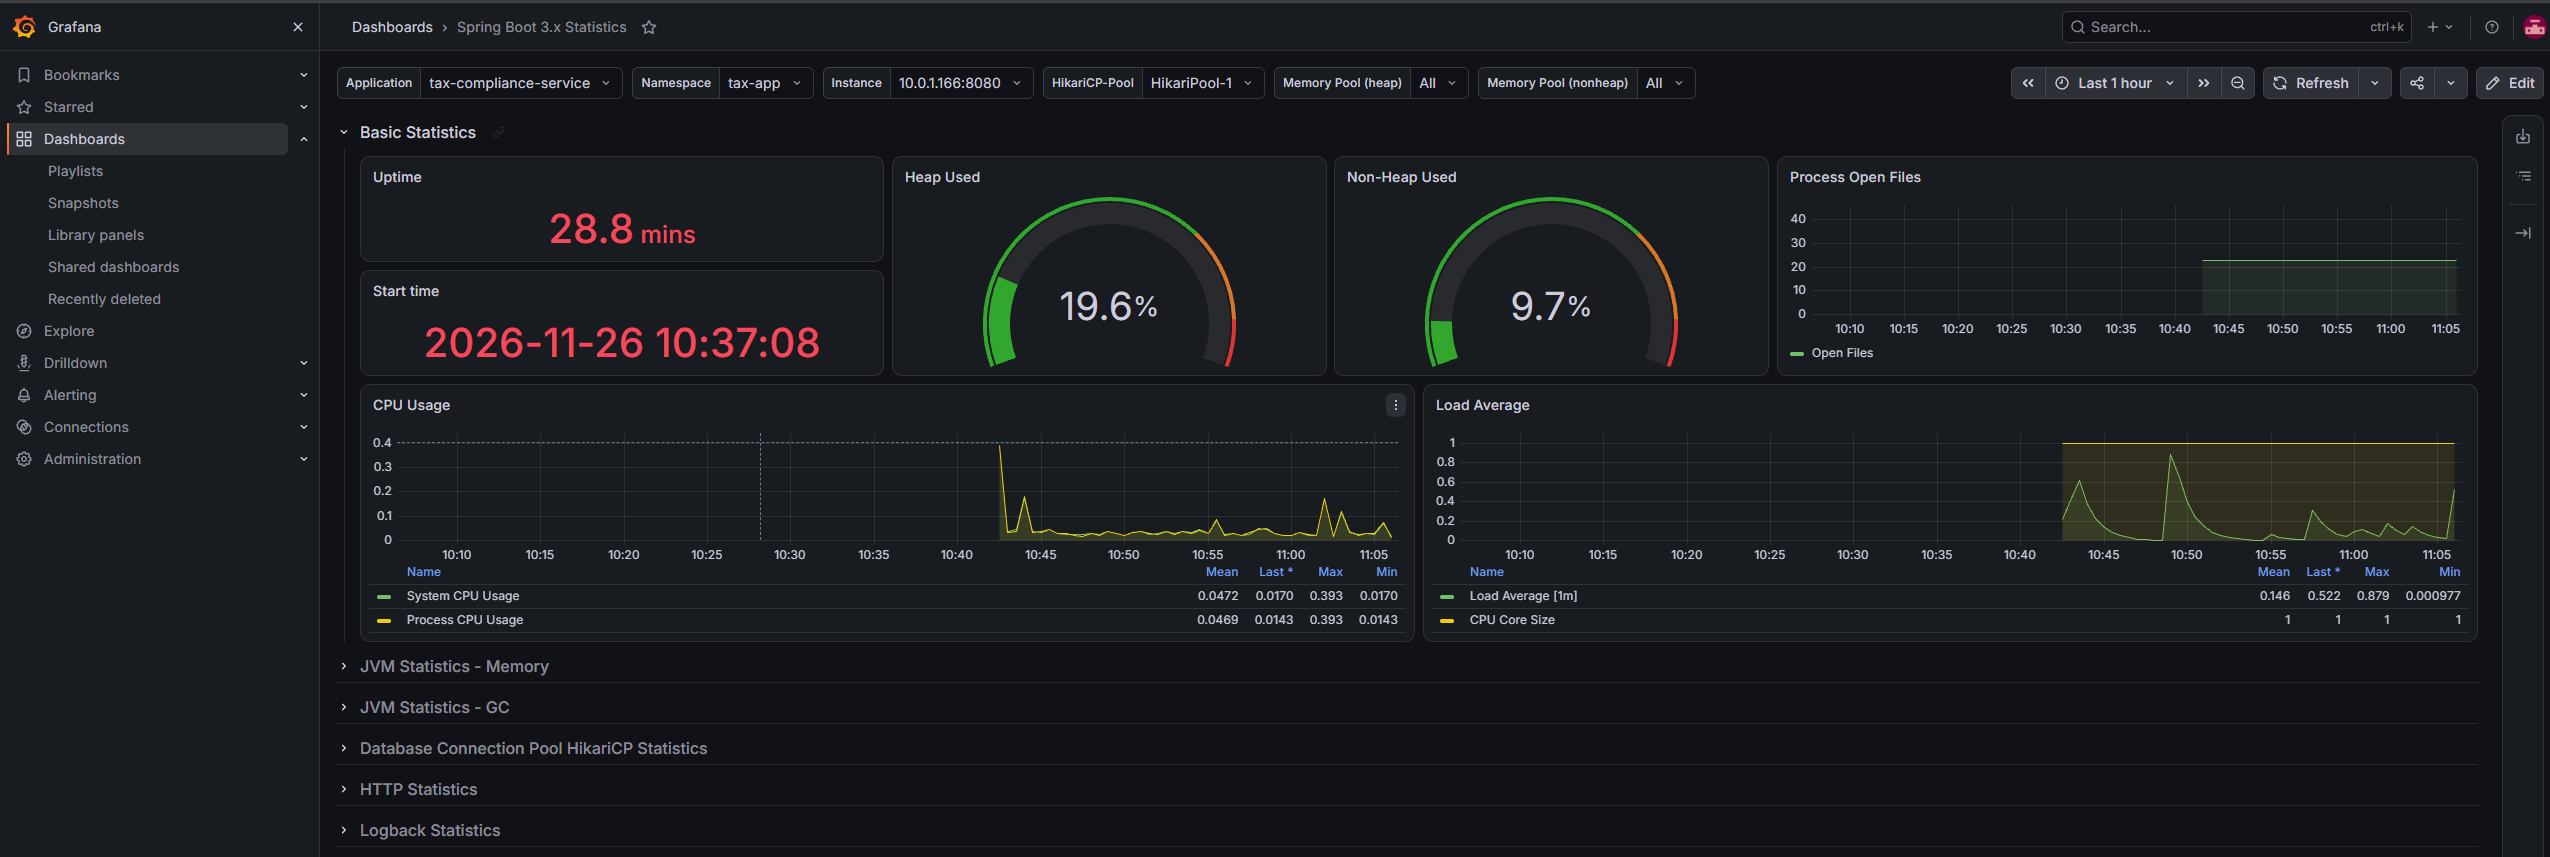 Grafana
Dashboards › Spring Boot 3.x Statistics
Search... ctrl+k
Bookmarks
Starred
Dashboards
Playlists
Snapshots
Library panels
Shared dashboards
Recently deleted
Explore
Drilldown
Alerting
Connections
Administration
Application tax-compliance-service Namespace tax-app Instance 10.0.1.166:8080 HikariCP-Pool HikariPool-1 Memory Pool (heap) All Memory Pool (nonheap) All
Last 1 hour Refresh Edit
Basic Statistics
Uptime
28.8 mins
Start time
2026-11-26 10:37:08
Heap Used
19.6%
Non-Heap Used
9.7%
Process Open Files
40
30
20
10
0
10:10 10:15 10:20 10:25 10:30 10:35 10:40 10:45 10:50 10:55 11:00 11:05
Open Files
CPU Usage
0.4
0.3
0.2
0.1
0
10:10 10:15 10:20 10:25 10:30 10:35 10:40 10:45 10:50 10:55 11:00 11:05
Name Mean Last * Max Min
System CPU Usage 0.0472 0.0170 0.393 0.0170
Process CPU Usage 0.0469 0.0143 0.393 0.0143
Load Average
1
0.8
0.6
0.4
0.2
0
10:10 10:15 10:20 10:25 10:30 10:35 10:40 10:45 10:50 10:55 11:00 11:05
Name Mean Last * Max Min
Load Average [1m] 0.146 0.522 0.879 0.000977
CPU Core Size 1 1 1 1
JVM Statistics - Memory
JVM Statistics - GC
Database Connection Pool HikariCP Statistics
HTTP Statistics
Logback Statistics